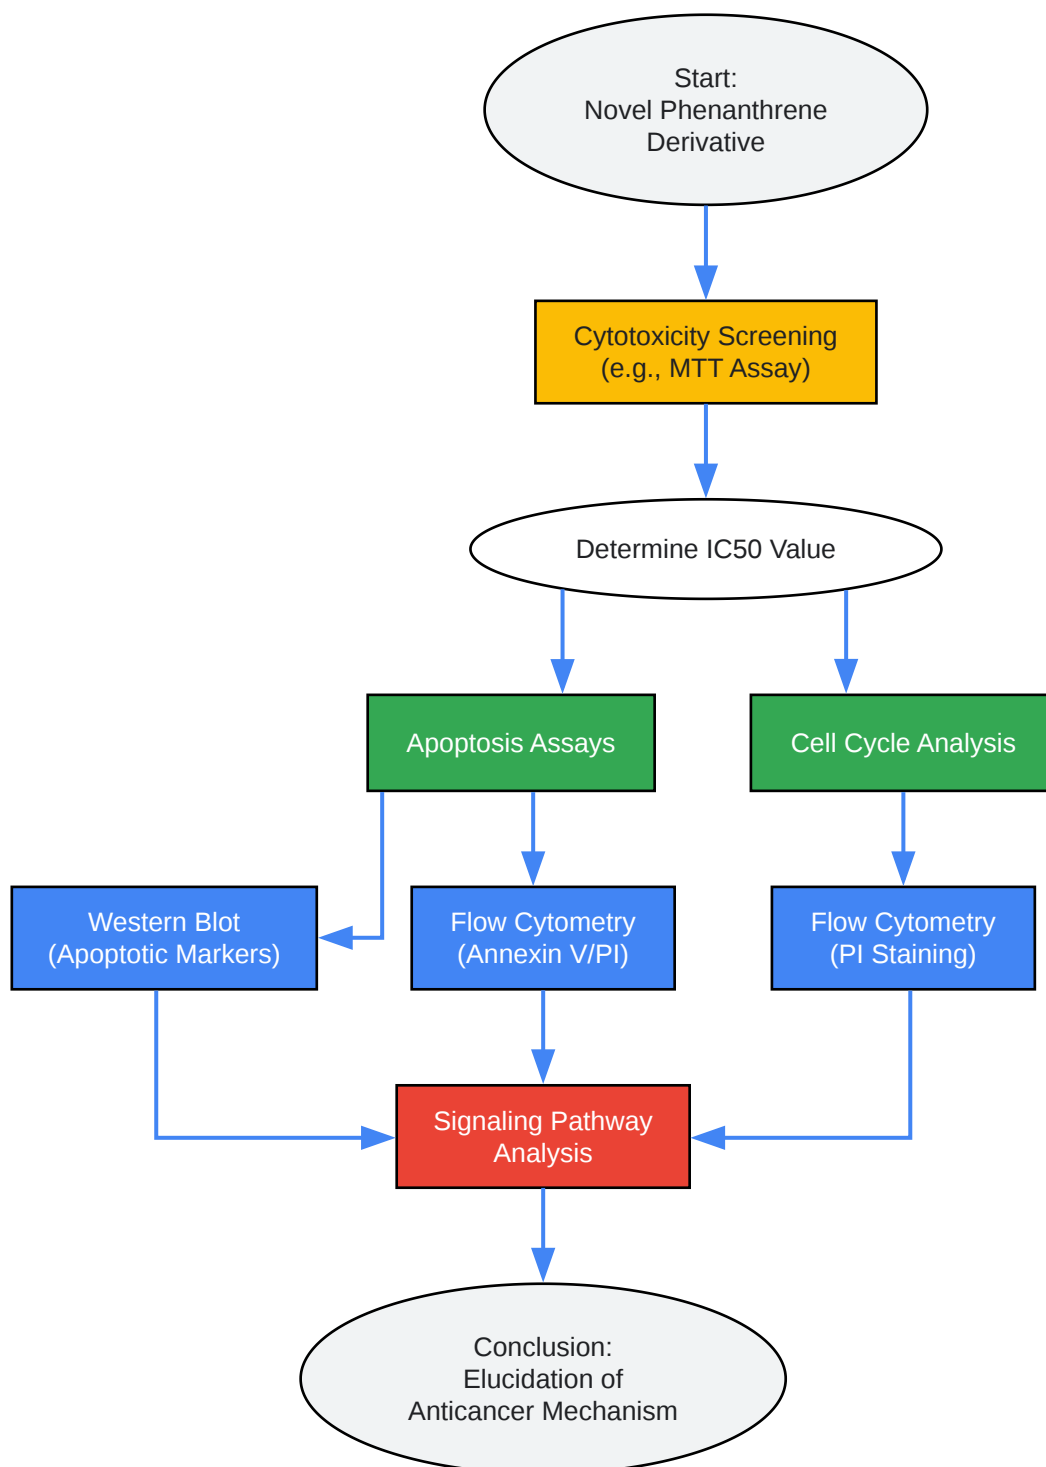 Start:
Novel Phenanthrene
Derivative
Cytotoxicity Screening
(e.g., MTT Assay)
Determine IC50 Value
Apoptosis Assays
Cell Cycle Analysis
Western Blot
(Apoptotic Markers)
Flow Cytometry
(Annexin V/PI)
Flow Cytometry
(PI Staining)
Signaling Pathway
Analysis
Conclusion:
Elucidation of
Anticancer Mechanism